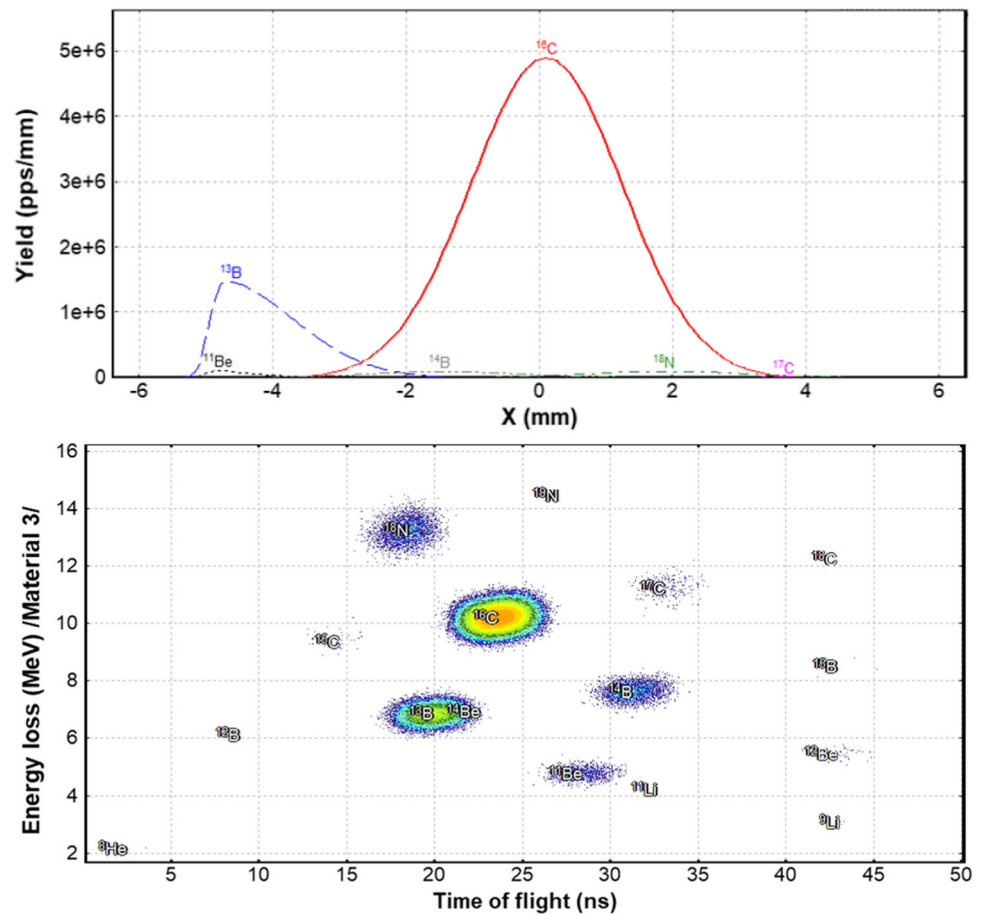 5e+6
4e+6
3e+6
2e+6
1e+6
0
Yield (pps/mm)
¹⁶C
¹³B
¹¹Be
¹⁴B
¹⁸N
¹⁷C
-6 -4 -2 0 2 4 6
X (mm)
16
14
12
10
8
6
4
2
Energy loss (MeV) /Material 3/
¹⁹N
¹⁸N
¹⁸C
¹⁷C
¹⁶C
¹⁵C
¹⁵B
¹⁴B
¹³B ¹⁴Be
¹²B
¹²Be
¹¹Be
¹¹Li
⁹Li
⁸He
5 10 15 20 25 30 35 40 45 50
Time of flight (ns)